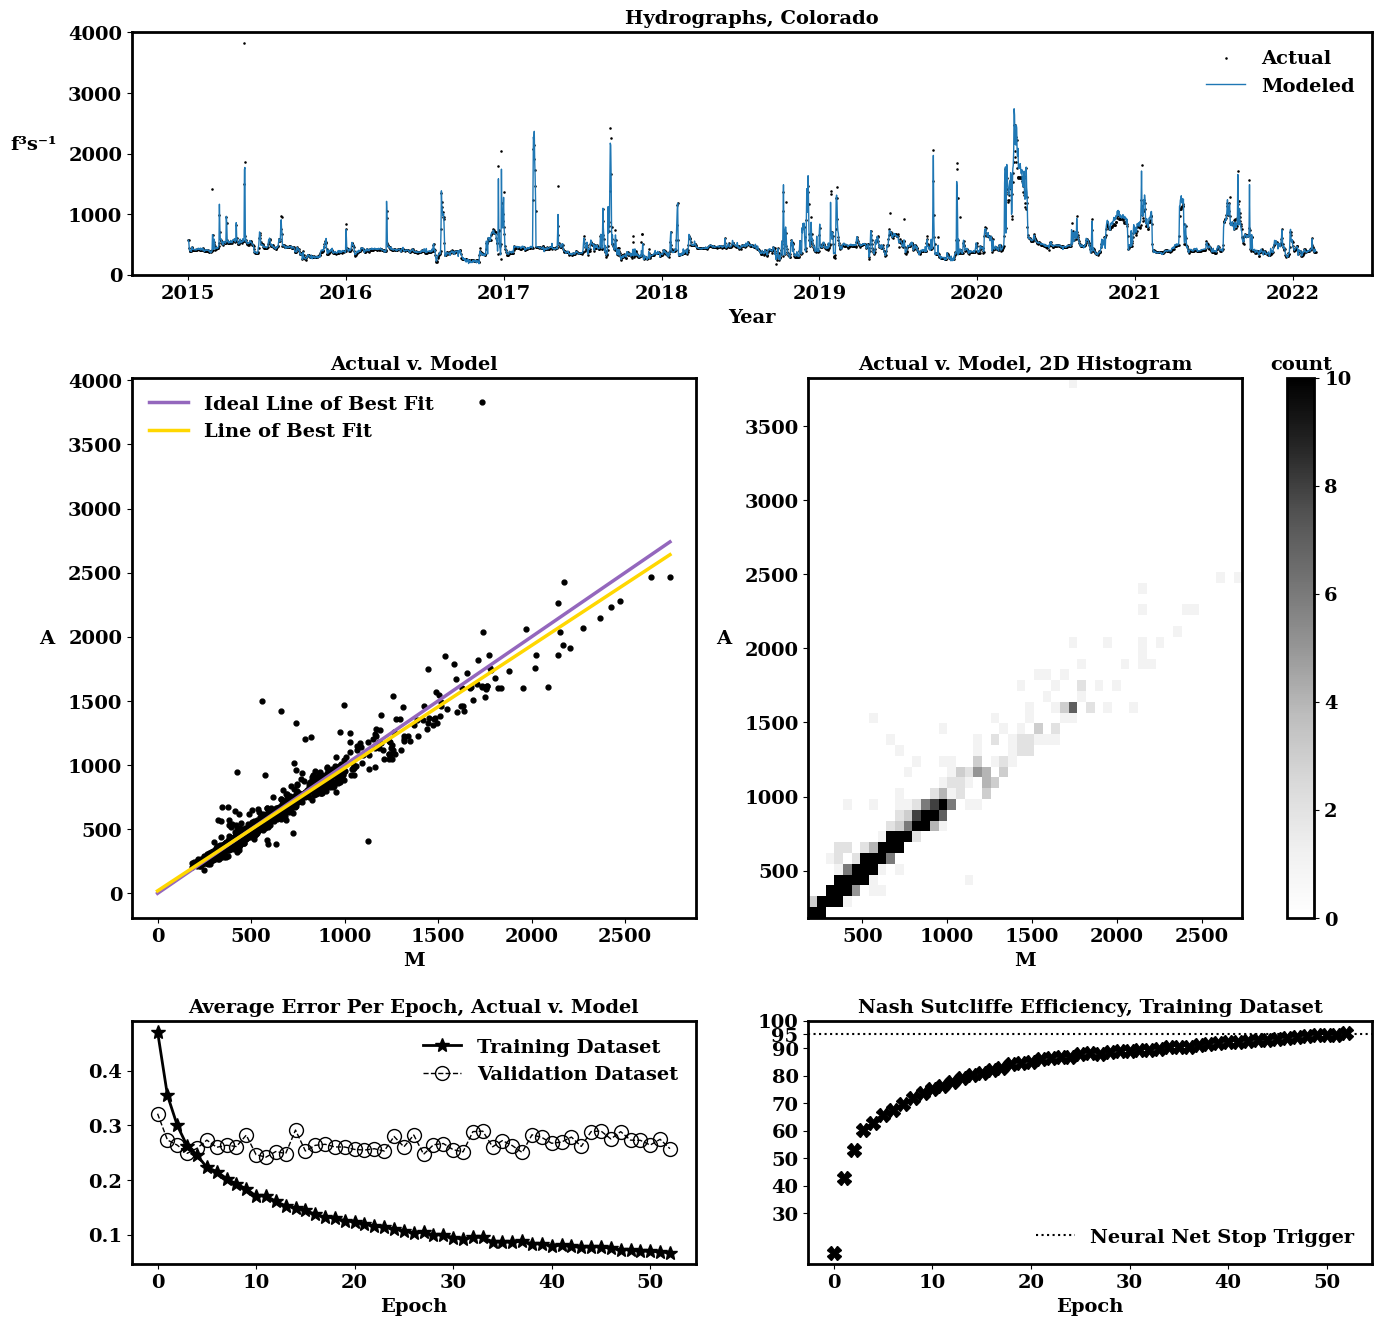 Hydrographs, Colorado
4000
3000
2000
1000
0
f³s⁻¹
Actual
Modeled
2015 2016 2017 2018 2019 2020 2021 2022
Year
Actual v. Model
4000
3500
3000
2500
2000
1500
1000
500
0
A
Ideal Line of Best Fit
Line of Best Fit
0 500 1000 1500 2000 2500
M
Actual v. Model, 2D Histogram
3500
3000
2500
2000
1500
1000
500
A
500 1000 1500 2000 2500
M
count
10
8
6
4
2
0
Average Error Per Epoch, Actual v. Model
0.4
0.3
0.2
0.1
Training Dataset
Validation Dataset
0 10 20 30 40 50
Epoch
Nash Sutcliffe Efficiency, Training Dataset
100
95
90
80
70
60
50
40
30
Neural Net Stop Trigger
0 10 20 30 40 50
Epoch